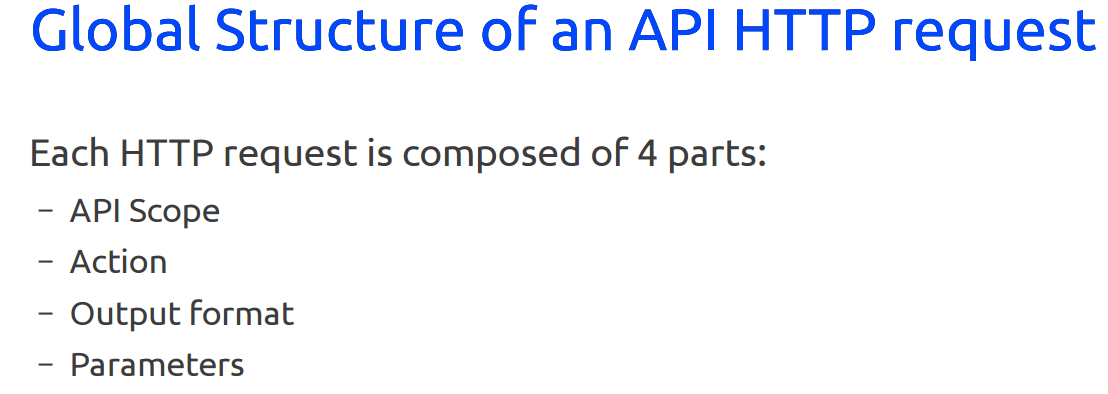 Global Structure of an API HTTP request
Each HTTP request is composed of 4 parts:
– API Scope
– Action
– Output format
– Parameters